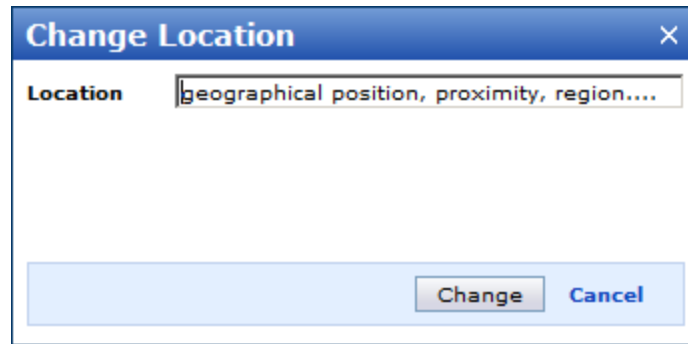 Change Location
Location geographical position, proximity, region....
Change Cancel